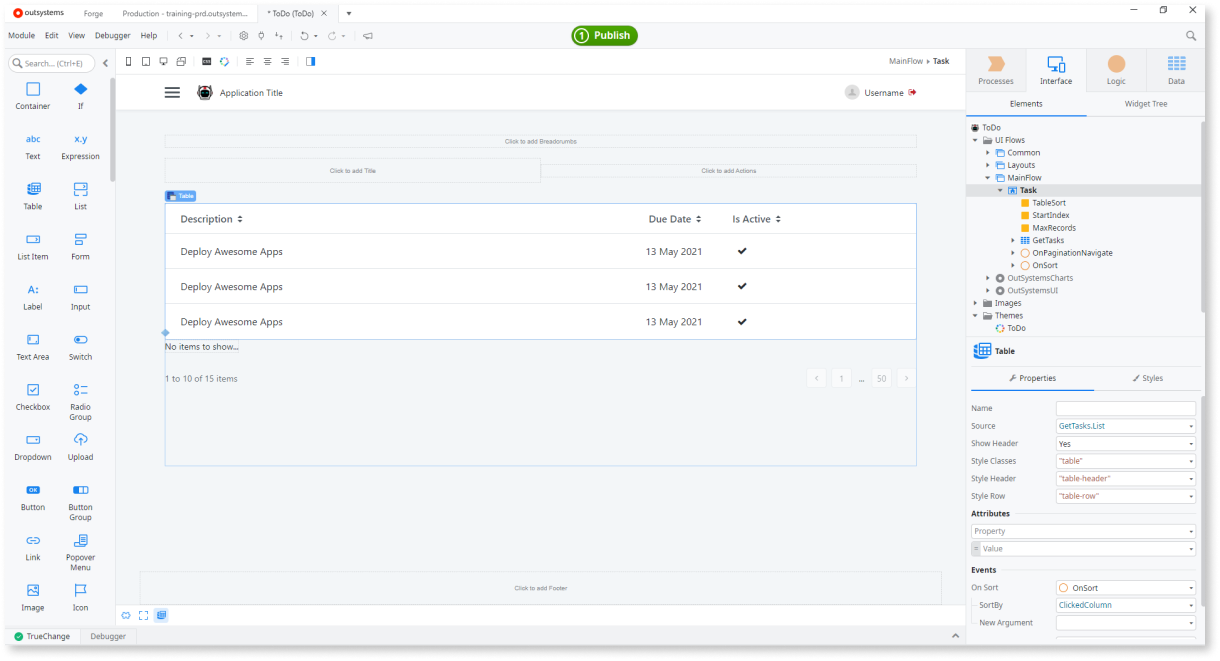 outsystems Forge Production - training-prd.outsystem... * ToDo (ToDo)
Module Edit View Debugger Help
1 Publish
Search... (Ctrl+E)
MainFlow Task
Container If
abc x.y
Text Expression
Table List
List Item Form
A:
Label Input
Text Area Switch
Checkbox Radio
Group
Dropdown Upload
OK
Button Button
Group
Link Popover
Menu
Image Icon
CSS
Application Title Username
Click to add Breadcrumbs
Click to add Title Click to add Actions
Table
Description Due Date Is Active
Deploy Awesome Apps 13 May 2021
Deploy Awesome Apps 13 May 2021
Deploy Awesome Apps 13 May 2021
No items to show...
1 to 10 of 15 items < 1 ... 50 >
Click to add Footer
TrueChange Debugger
Processes Interface Logic Data
Elements Widget Tree
ToDo
UI Flows
Common
Layouts
MainFlow
Task
TableSort
StartIndex
MaxRecords
GetTasks
OnPaginationNavigate
OnSort
OutSystemsCharts
OutSystemsUI
Images
Themes
ToDo
Table
Properties Styles
Name
Source GetTasks.List
Show Header Yes
Style Classes "table"
Style Header "table-header"
Style Row "table-row"
Attributes
Property
= Value
Events
On Sort OnSort
SortBy ClickedColumn
New Argument